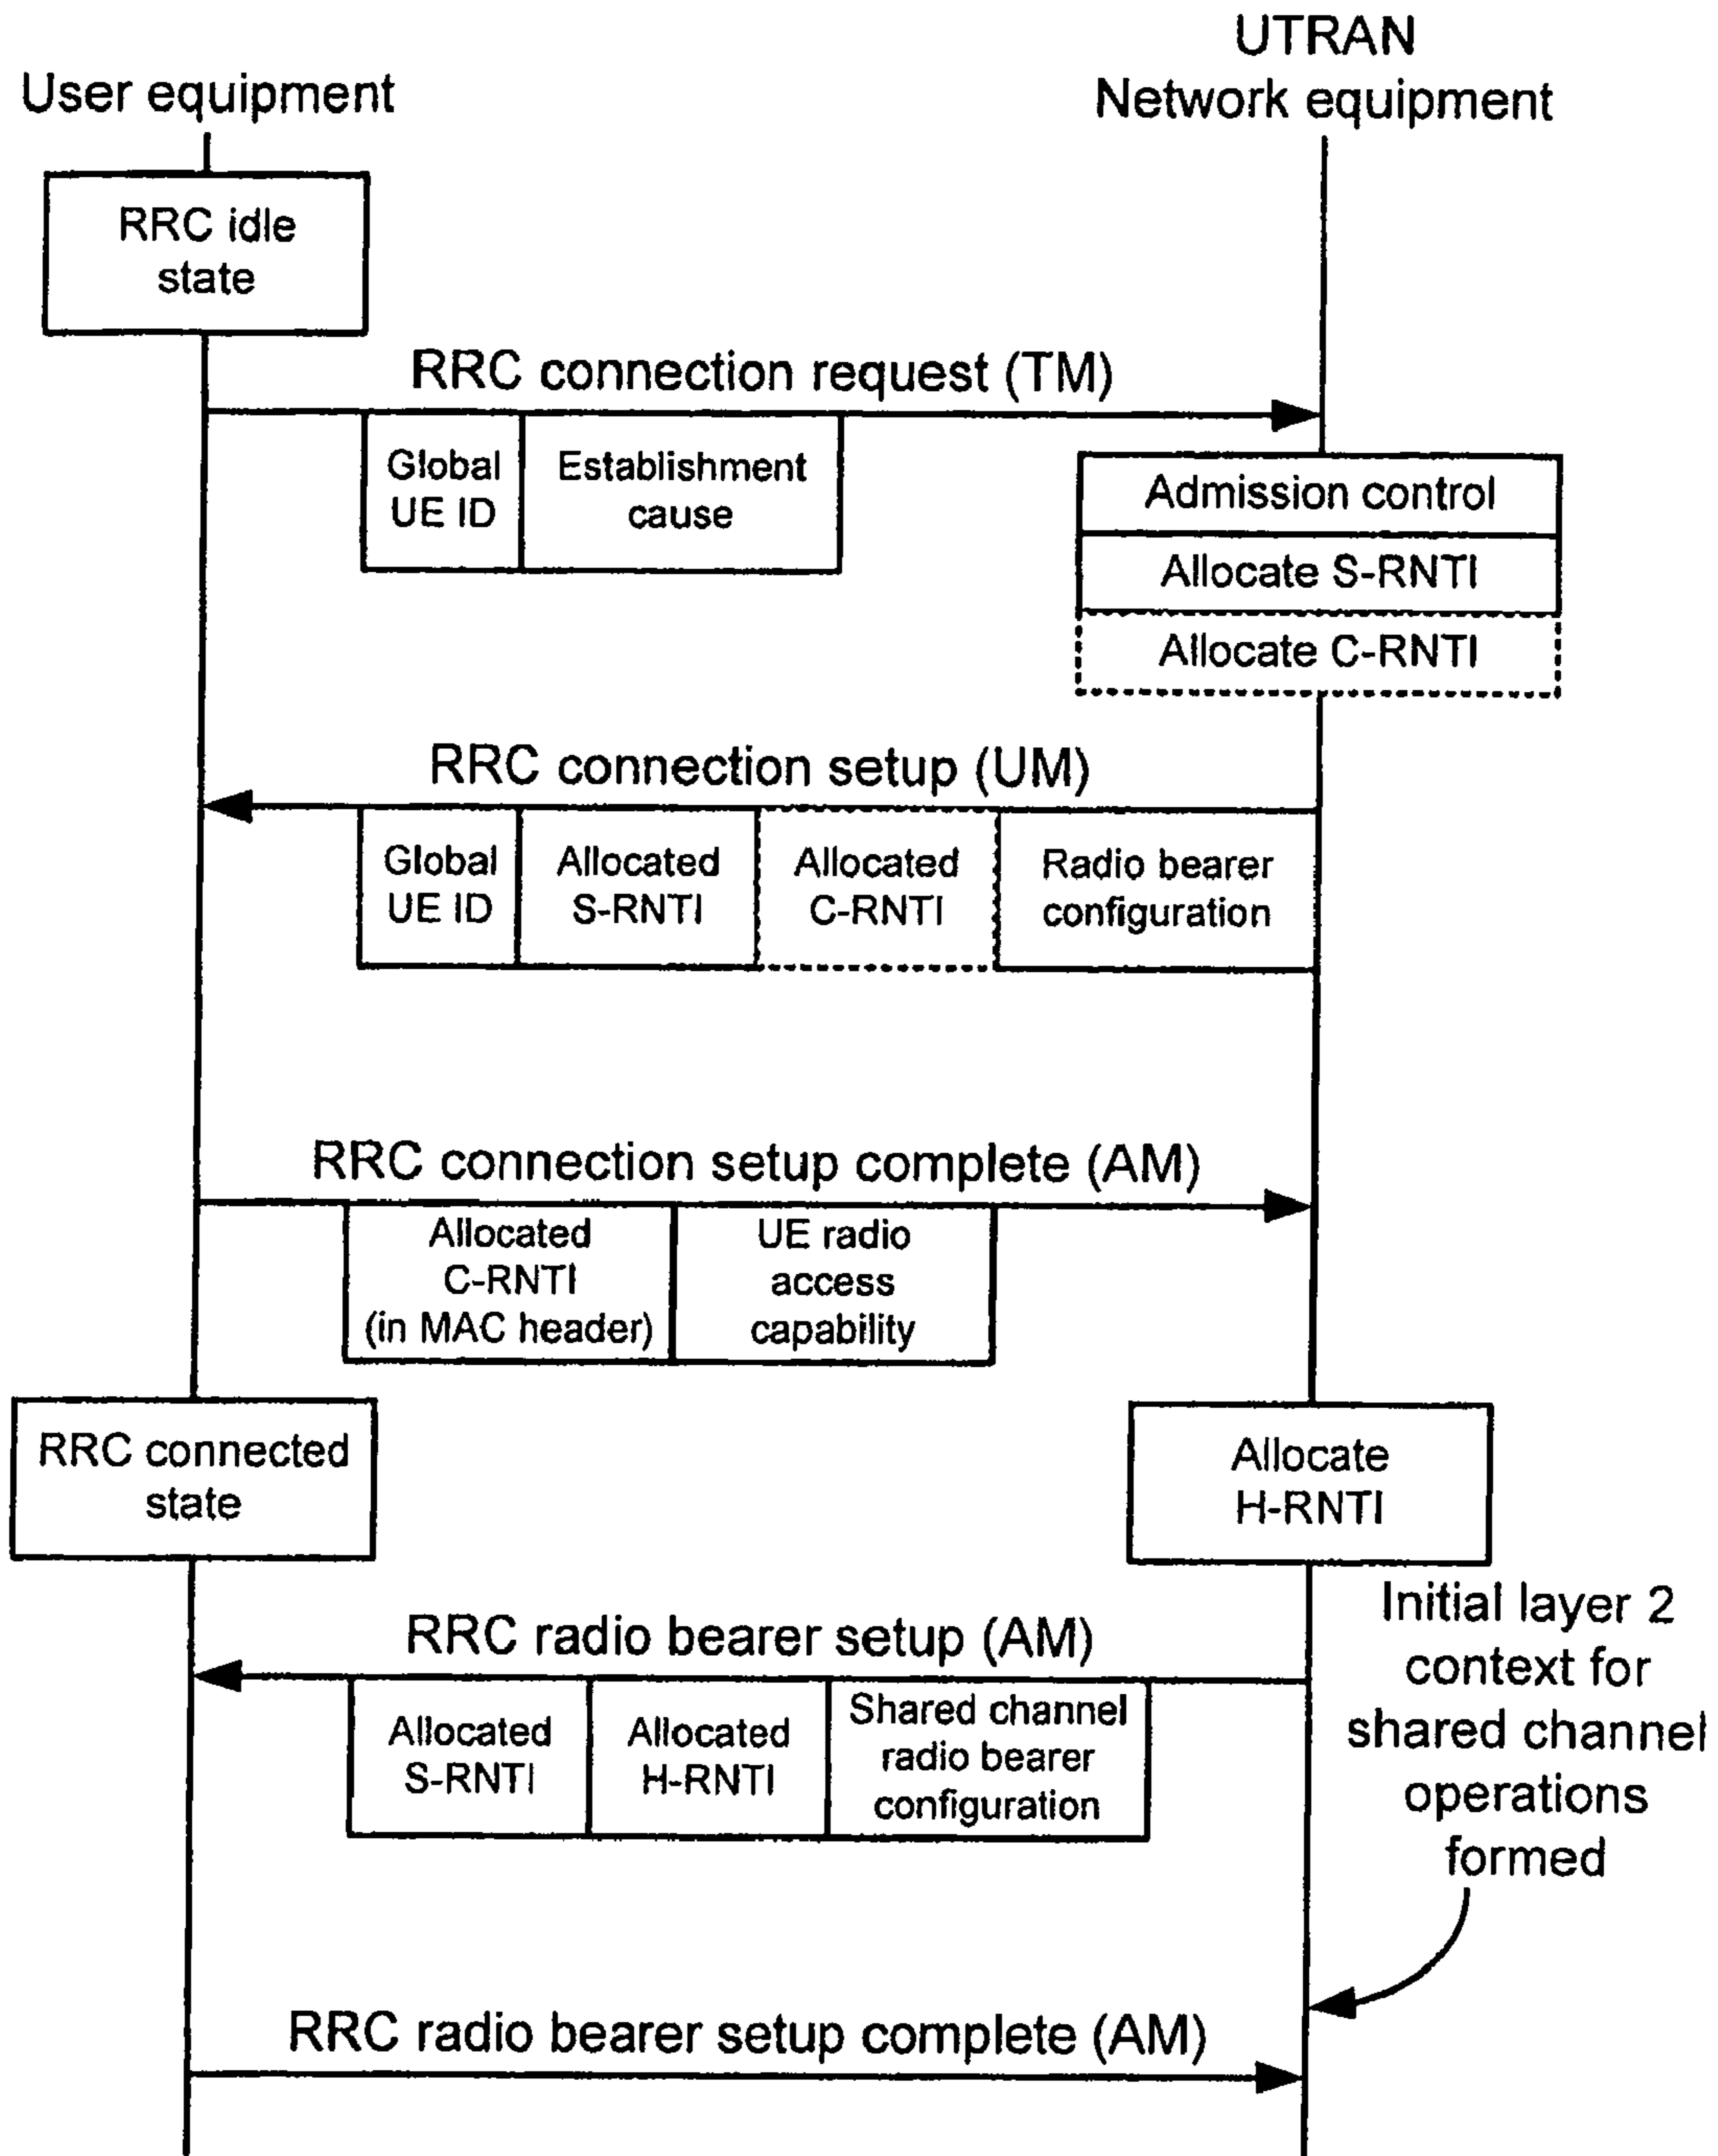 User equipment
UTRAN
Network equipment
RRC idle
state
RRC connection request (TM)
Global
UE ID
Establishment
cause
Admission control
Allocate S-RNTI
Allocate C-RNTI
RRC connection setup (UM)
Global
UE ID
Allocated
S-RNTI
Allocated
C-RNTI
Radio bearer
configuration
RRC connection setup complete (AM)
Allocated
C-RNTI
(in MAC header)
UE radio
access
capability
RRC connected
state
Allocate
H-RNTI
RRC radio bearer setup (AM)
Allocated
S-RNTI
Allocated
H-RNTI
Shared channel
radio bearer
configuration
Initial layer 2
context for
shared channel
operations
formed
RRC radio bearer setup complete (AM)